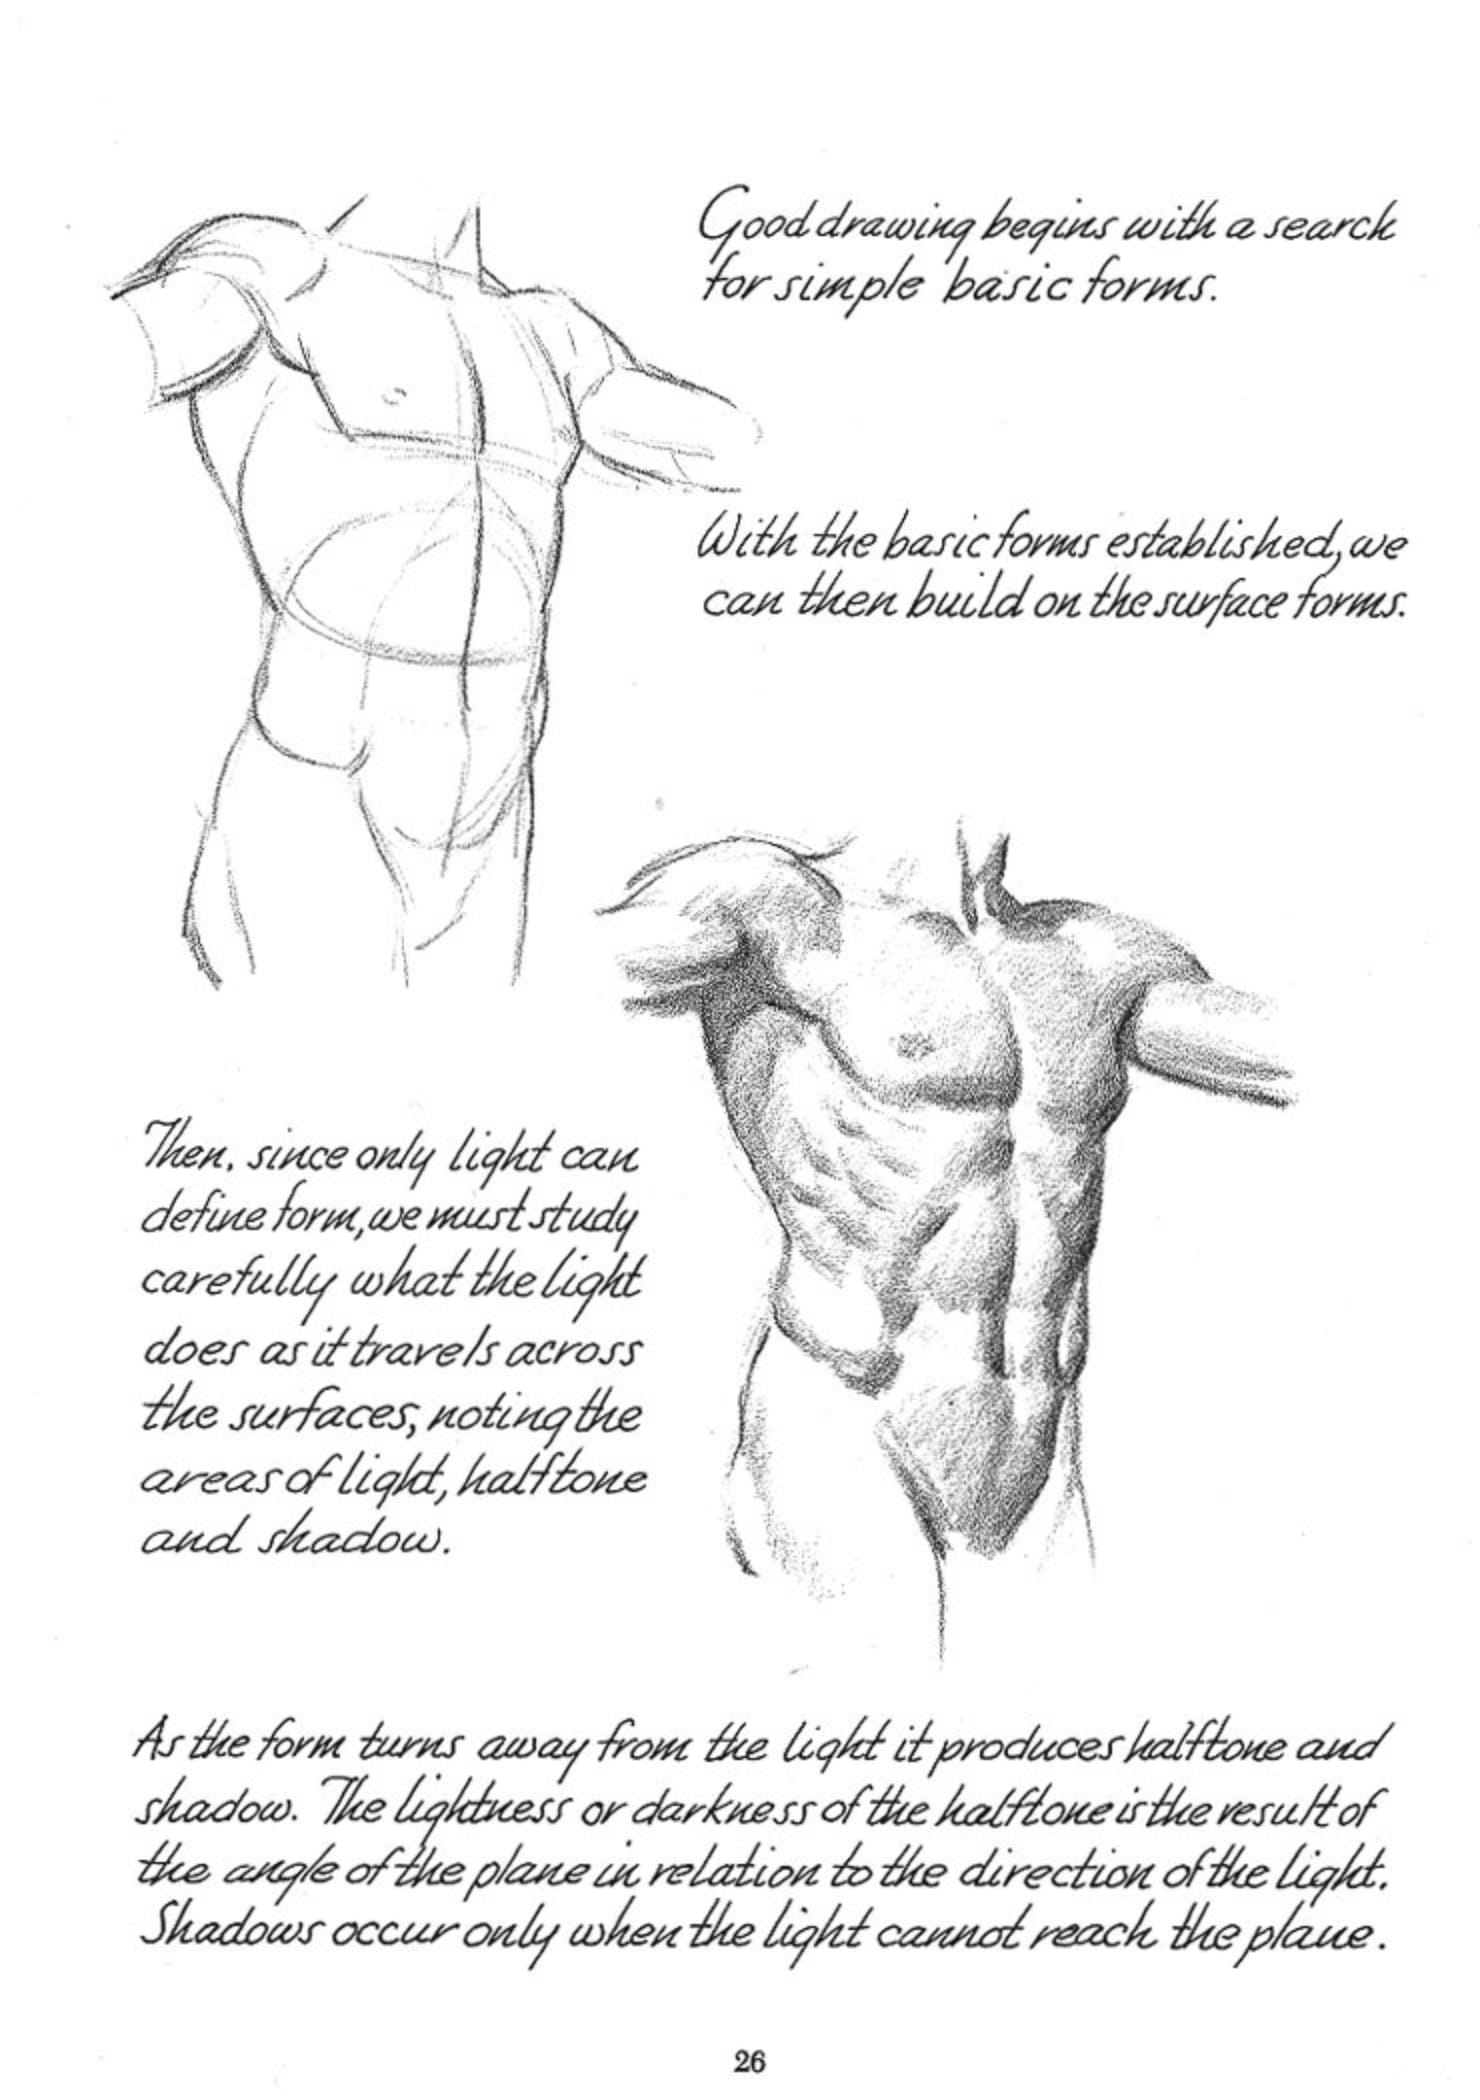 Good drawing begins with a search
for simple basic forms.
With the basic forms established, we
can then build on the surface forms.
Then, since only light can
define form, we must study
carefully what the light
does as it travels across
the surfaces, noting the
areas of light, halftone
and shadow.
As the form turns away from the light it produces halftone and
shadow. The lightness or darkness of the halftone is the result of
the angle of the plane in relation to the direction of the light.
Shadows occur only when the light cannot reach the plane.
26